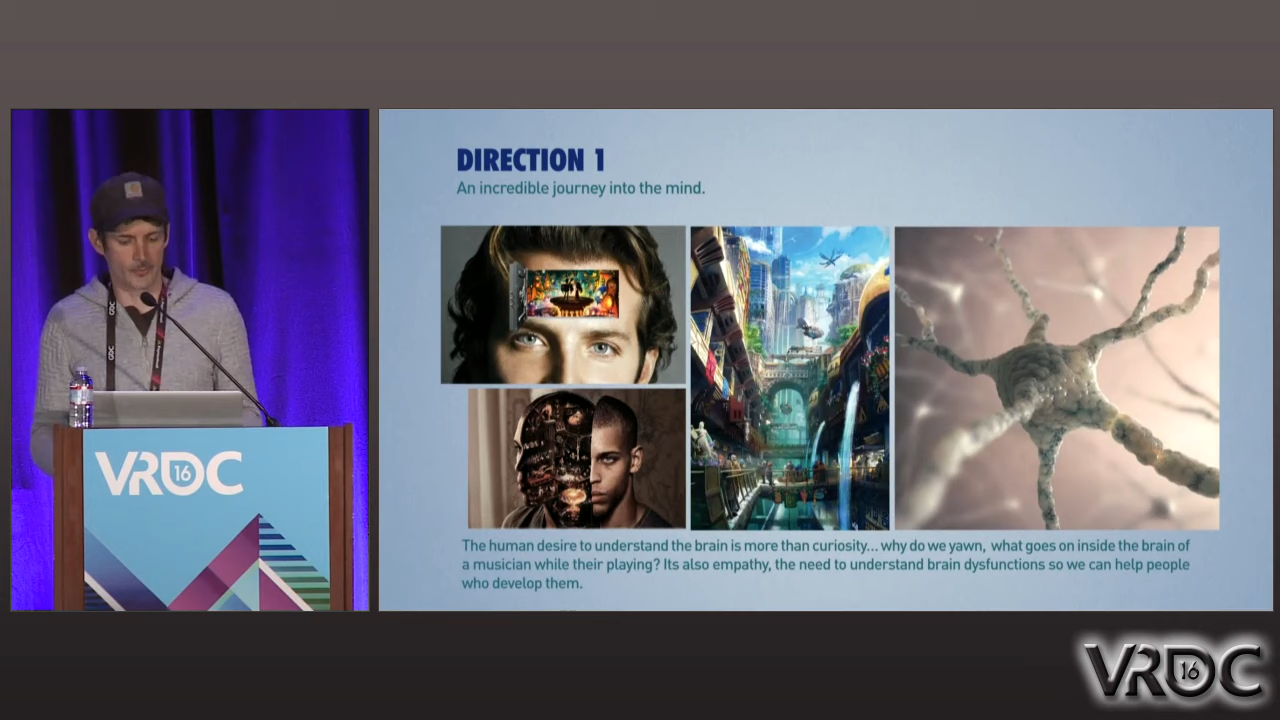 DIRECTION 1
An incredible journey into the mind.
The human desire to understand the brain is more than curiosity... why do we yawn, what goes on inside the brain of
a musician while their playing? Its also empathy, the need to understand brain dysfunctions so we can help people
who develop them.
GDC
GDC
VRDC 16
VRDC 16